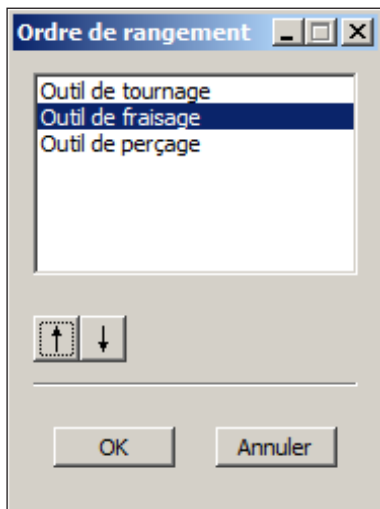 Ordre de rangement
Outil de tournage
Outil de fraisage
Outil de perçage
OK Annuler